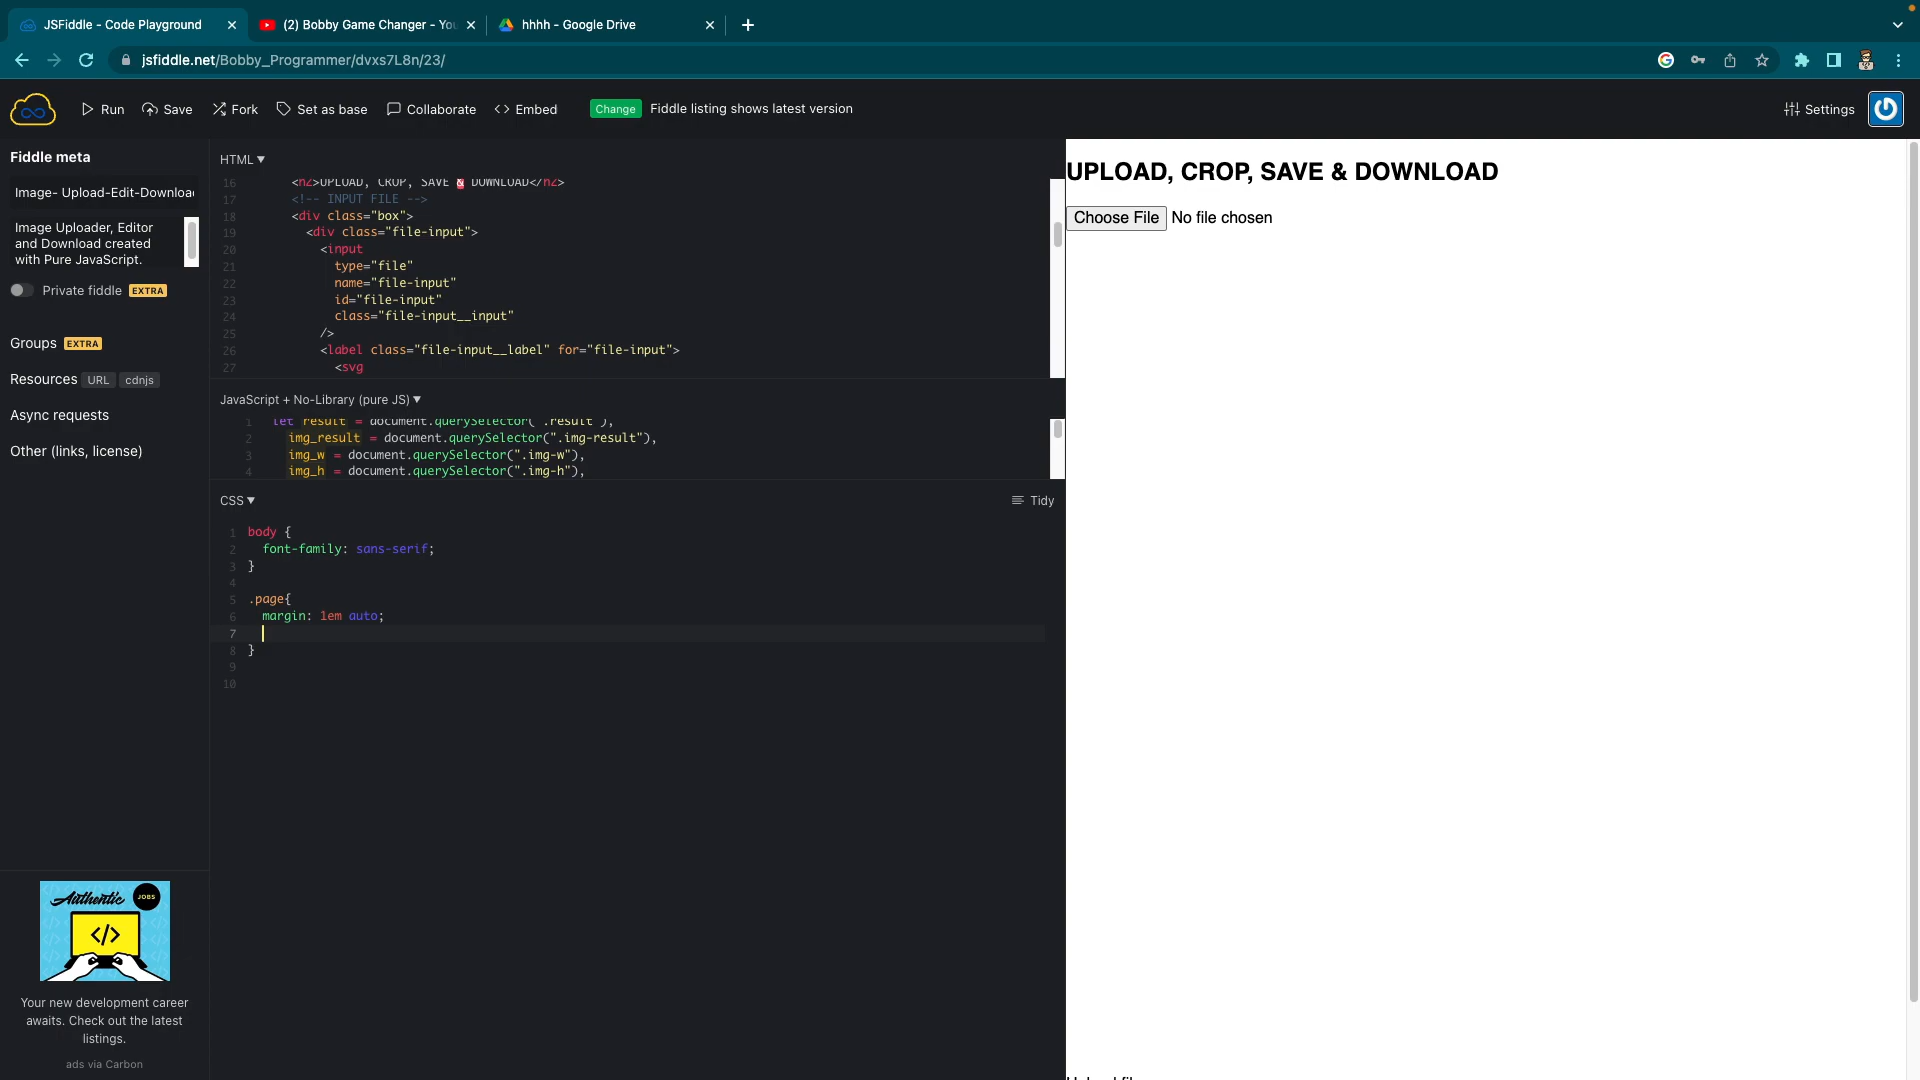 JSFiddle - Code Playground
(2) Bobby Game Changer - You
hhhh - Google Drive
jsfiddle.net/Bobby_Programmer/dvxs7L8n/23/
Run
Save
Fork
Set as base
Collaborate
Embed
Change
Fiddle listing shows latest version
Settings
Fiddle meta
Image- Upload-Edit-Download
Image Uploader, Editor
and Download created
with Pure JavaScript.
Private fiddle EXTRA
Groups EXTRA
Resources URL cdnjs
Async requests
Other (links, license)
HTML ▼
16 <h2>UPLOAD, CROP, SAVE & DOWNLOAD</h2>
17 <!-- INPUT FILE -->
18 <div class="box">
19 <div class="file-input">
20 <input
21 type="file"
22 name="file-input"
23 id="file-input"
24 class="file-input__input"
25 />
26 <label class="file-input__label" for="file-input">
27 <svg
JavaScript + No-Library (pure JS) ▼
1 let result = document.querySelector(".result"),
2 img_result = document.querySelector(".img-result"),
3 img_w = document.querySelector(".img-w"),
4 img_h = document.querySelector(".img-h"),
CSS ▼
Tidy
1 body {
2 font-family: sans-serif;
3 }
4
5 .page{
6 margin: 1em auto;
7
8 }
9
10
UPLOAD, CROP, SAVE & DOWNLOAD
Choose File No file chosen
Authentic JOBS
</>
Your new development career
awaits. Check out the latest
listings.
ads via Carbon